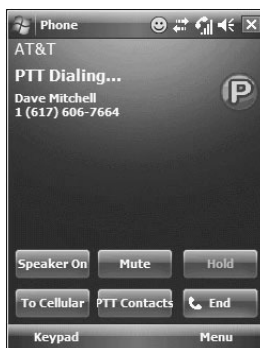 Phone
AT&T
PTT Dialing...
Dave Mitchell
1 (617) 606-7664
P
Speaker On Mute Hold
To Cellular PTT Contacts End
Keypad Menu